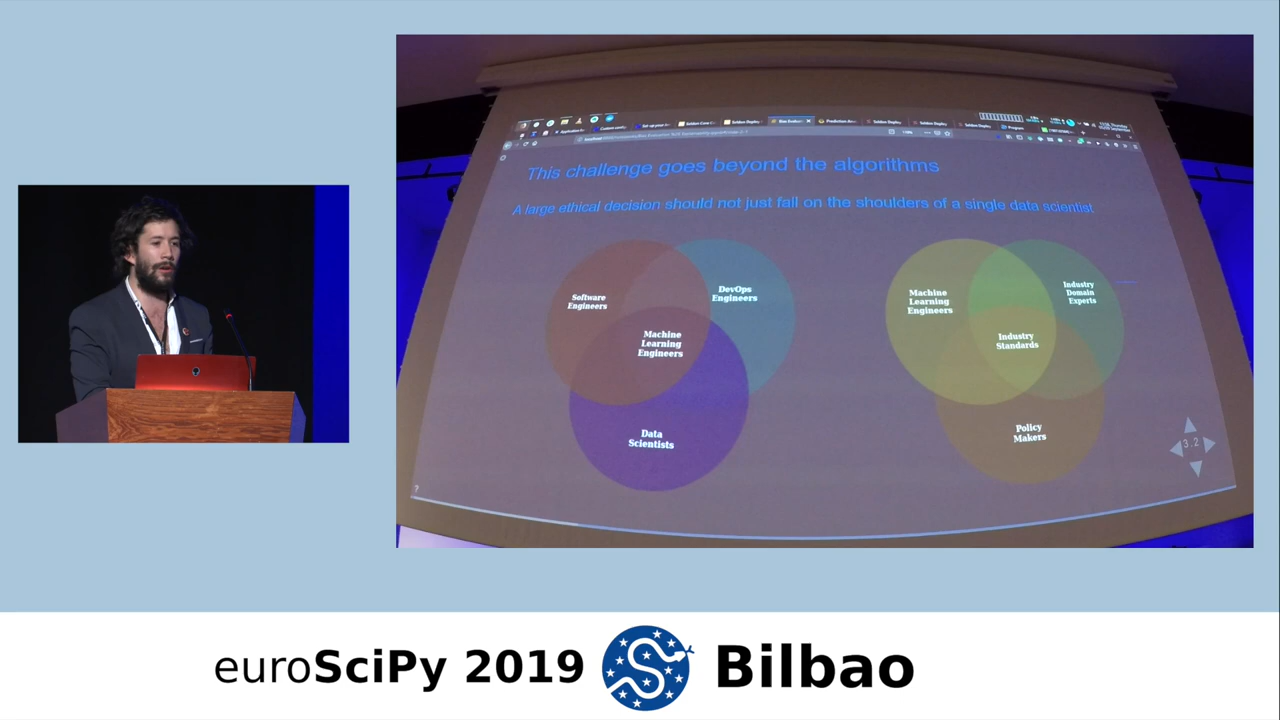 This challenge goes beyond the algorithms
A large ethical decision should not just fall on the shoulders of a single data scientist
Software
Engineers
DevOps
Engineers
Machine
Learning
Engineers
Data
Scientists
Machine
Learning
Engineers
Industry
Domain
Experts
Industry
Standards
Policy
Makers
3.2
?
euroSciPy 2019 Bilbao